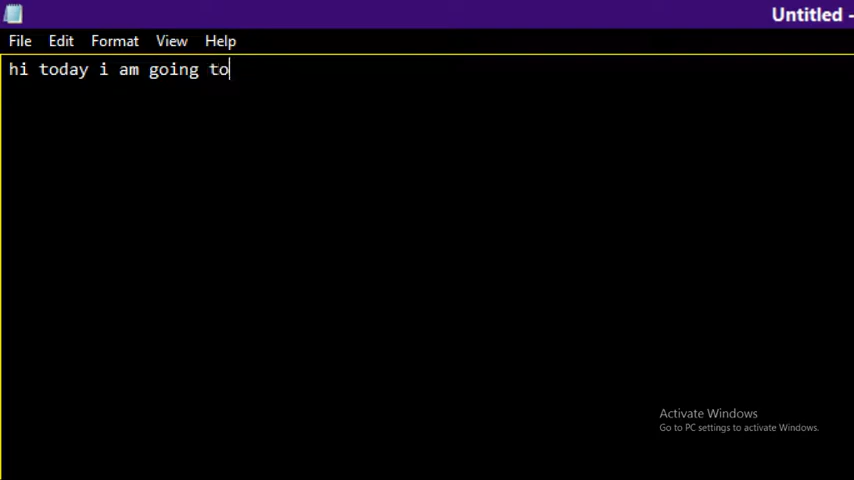 Untitled -
File Edit Format View Help
hi today i am going to
Activate Windows
Go to PC settings to activate Windows.